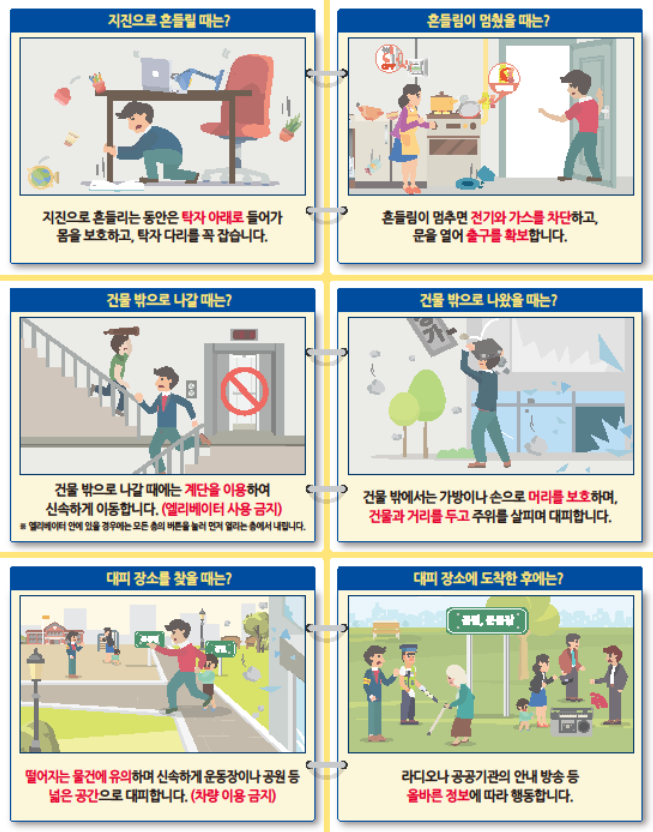 지진으로 흔들릴 때는?
지진으로 흔들리는 동안은 탁자 아래로 들어가
몸을 보호하고, 탁자 다리를 꼭 잡습니다.
흔들림이 멈췄을 때는?
OFF
흔들림이 멈추면 전기와 가스를 차단하고,
문을 열어 출구를 확보합니다.
건물 밖으로 나갈 때는?
건물 밖으로 나갈 때에는 계단을 이용하여
신속하게 이동합니다. (엘리베이터 사용 금지)
※ 엘리베이터 안에 있을 경우에는 모든 층의 버튼을 눌러 먼저 열리는 층에서 내립니다.
건물 밖으로 나왔을 때는?
가
건물 밖에서는 가방이나 손으로 머리를 보호하며,
건물과 거리를 두고 주위를 살피며 대피합니다.
대피 장소를 찾을 때는?
떨어지는 물건에 유의하며 신속하게 운동장이나 공원 등
넓은 공간으로 대피합니다. (차량 이용 금지)
대피 장소에 도착한 후에는?
공원, 운동장
라디오나 공공기관의 안내 방송 등
올바른 정보에 따라 행동합니다.